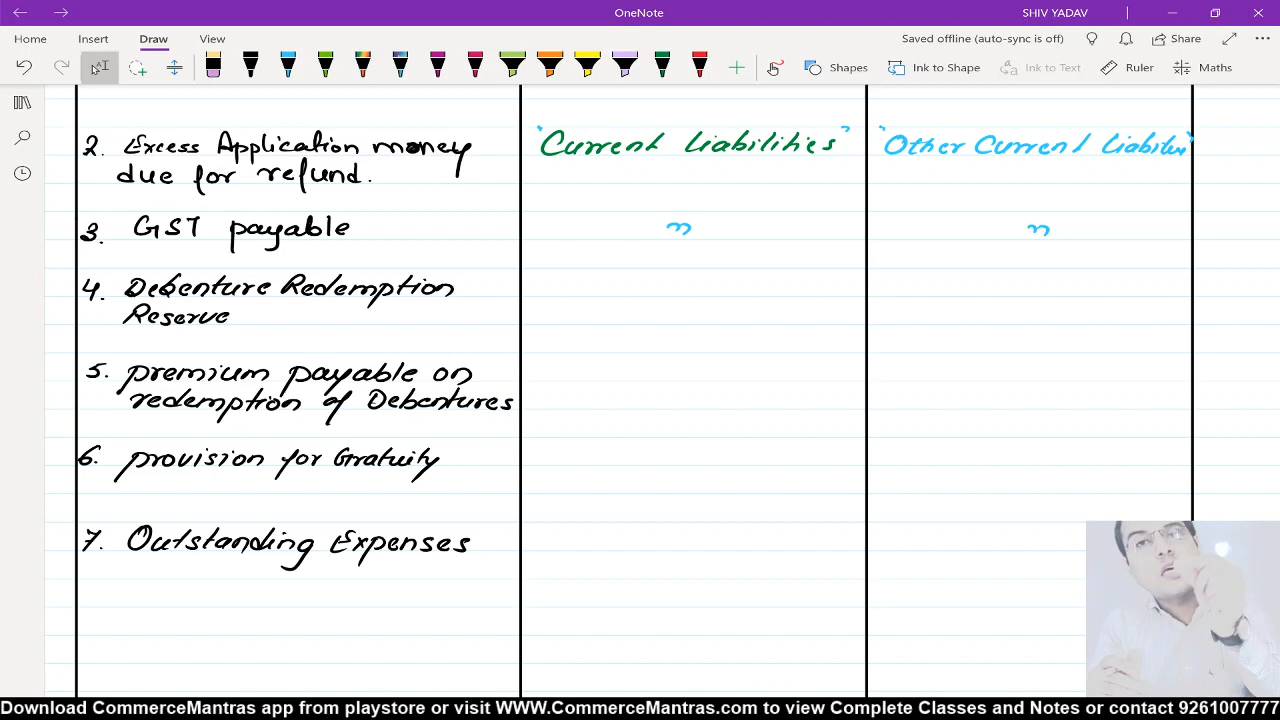 OneNote
SHIV YADAV
Home Insert Draw View
Saved offline (auto-sync is off)
Share
Shapes
Ink to Shape
Ink to Text
Ruler
Maths
2. Excess Application money
due for refund.
"Current Liabilities"
"Other Current Liabilities"
3. GST payable
n
n
4. Debenture Redemption
Reserve
5. premium payable on
redemption of Debentures
6. provision for Gratuity
7. Outstanding Expenses
Download CommerceMantras app from playstore or visit WWW.CommerceMantras.com to view Complete Classes and Notes or contact 9261007777